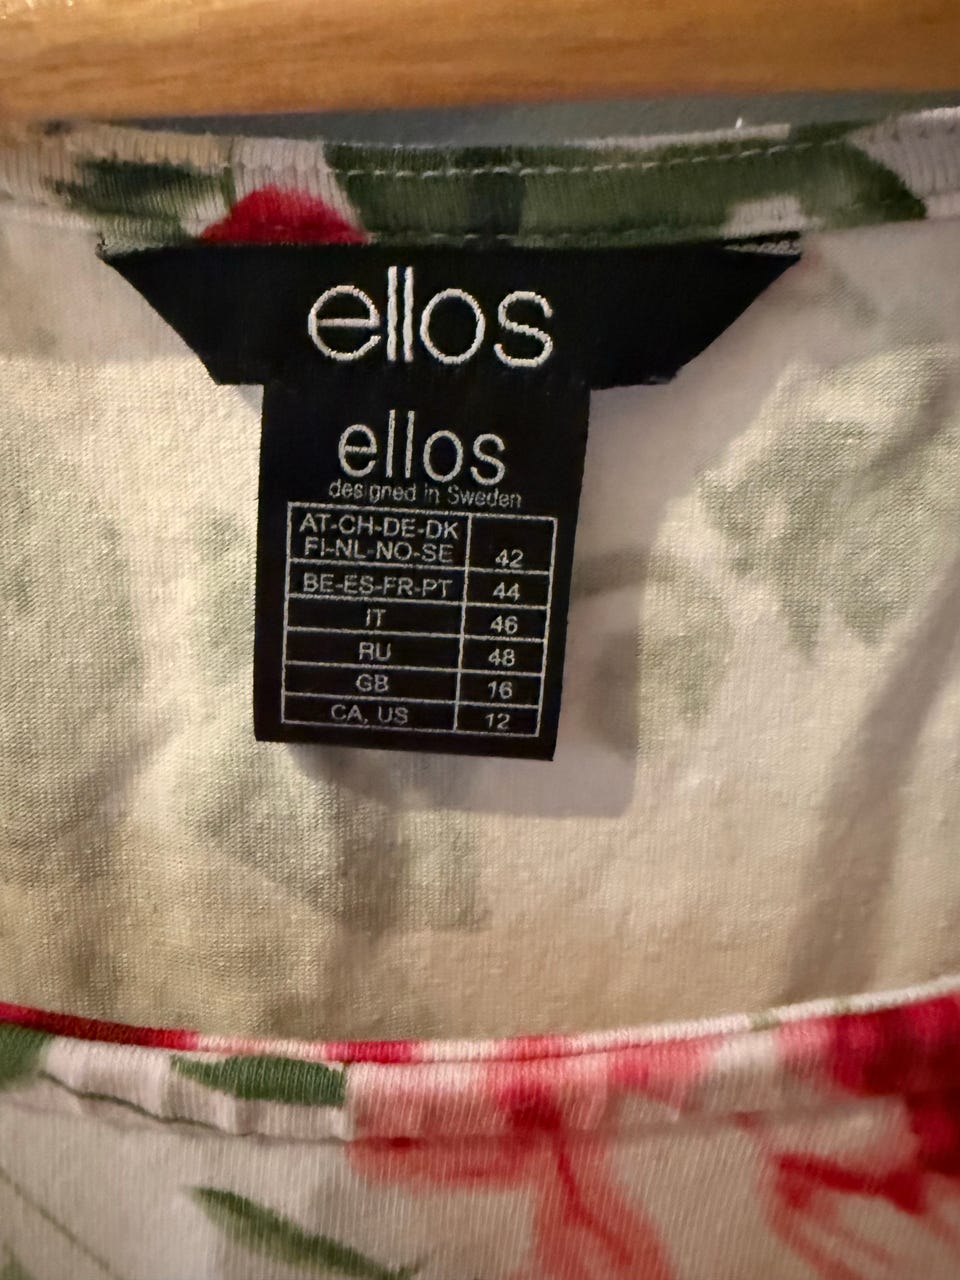 ellos
ellos
designed in Sweden
AT-CH-DE-DK
FI-NL-NO-SE 42
BE-ES-FR-PT 44
IT 46
RU 48
GB 16
CA, US 12